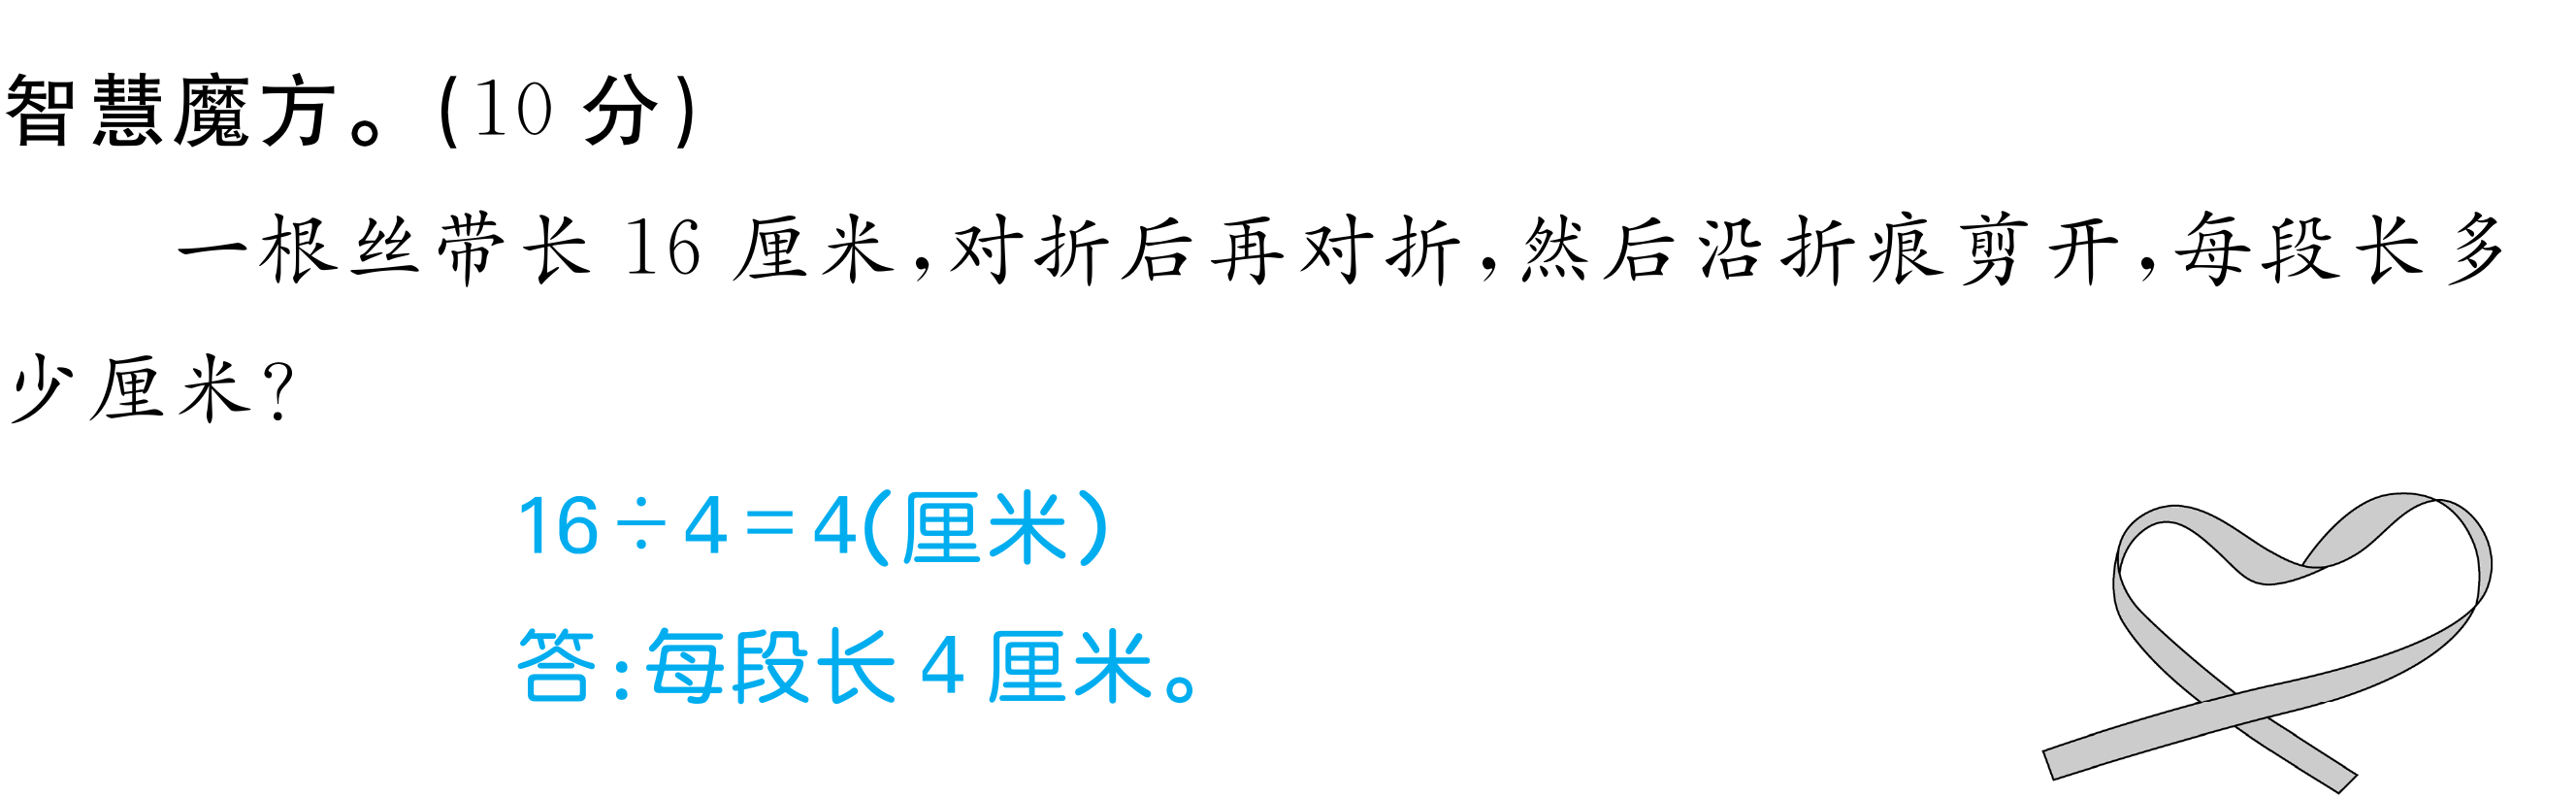 智慧魔方。(10 分)
一根丝带长 16 厘米,对折后再对折,然后沿折痕剪开,每段长多
少厘米?
16÷4=4(厘米)
答:每段长 4 厘米。